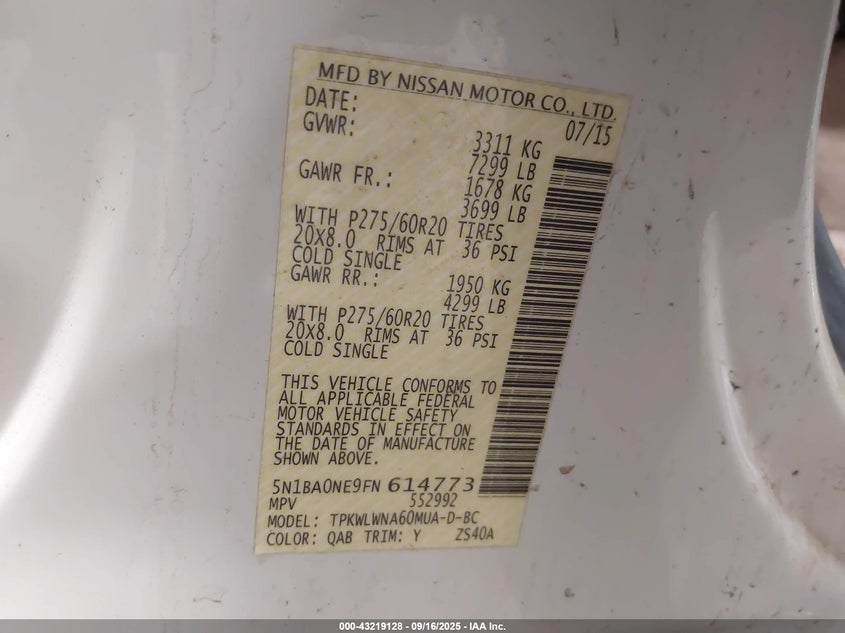 MFD BY NISSAN MOTOR CO., LTD.
DATE: 07/15
GVWR: 3311 KG
7299 LB
GAWR FR.: 1678 KG
3699 LB
WITH P275/60R20 TIRES
20X8.0 RIMS AT 36 PSI
COLD SINGLE
GAWR RR.: 1950 KG
4299 LB
WITH P275/60R20 TIRES
20X8.0 RIMS AT 36 PSI
COLD SINGLE
THIS VEHICLE CONFORMS TO
ALL APPLICABLE FEDERAL
MOTOR VEHICLE SAFETY
STANDARDS IN EFFECT ON
THE DATE OF MANUFACTURE
SHOWN ABOVE.
5N1BA0NE9FN 614773
MPV 552992
MODEL: TPKWLWNA60MUA-D-BC
COLOR: QAB TRIM: Y ZS40A
000-43219128 - 09/16/2025 - IAA Inc.